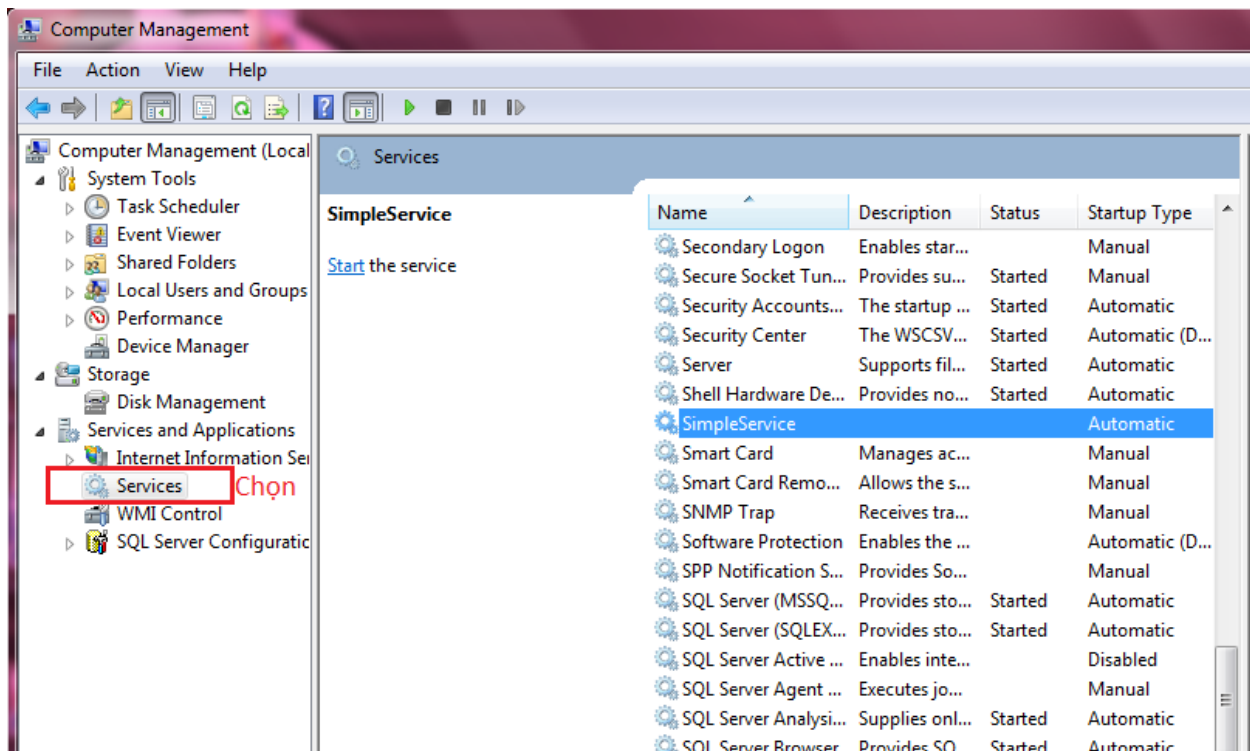 Computer Management
File Action View Help
Computer Management (Local
System Tools
Task Scheduler
Event Viewer
Shared Folders
Local Users and Groups
Performance
Device Manager
Storage
Disk Management
Services and Applications
Internet Information Ser
Services
Chọn
WMI Control
SQL Server Configuratic
Services
SimpleService
Start the service
Name Description Status Startup Type
Secondary Logon Enables star... Manual
Secure Socket Tun... Provides su... Started Manual
Security Accounts... The startup ... Started Automatic
Security Center The WSCSV... Started Automatic (D...
Server Supports fil... Started Automatic
Shell Hardware De... Provides no... Started Automatic
SimpleService Automatic
Smart Card Manages ac... Manual
Smart Card Remo... Allows the s... Manual
SNMP Trap Receives tra... Manual
Software Protection Enables the ... Automatic (D...
SPP Notification S... Provides So... Manual
SQL Server (MSSQ... Provides sto... Started Automatic
SQL Server (SQLEX... Provides sto... Started Automatic
SQL Server Active ... Enables inte... Disabled
SQL Server Agent ... Executes jo... Manual
SQL Server Analysi... Supplies onl... Started Automatic
SQL Server Browser Provides SQ... Started Automatic